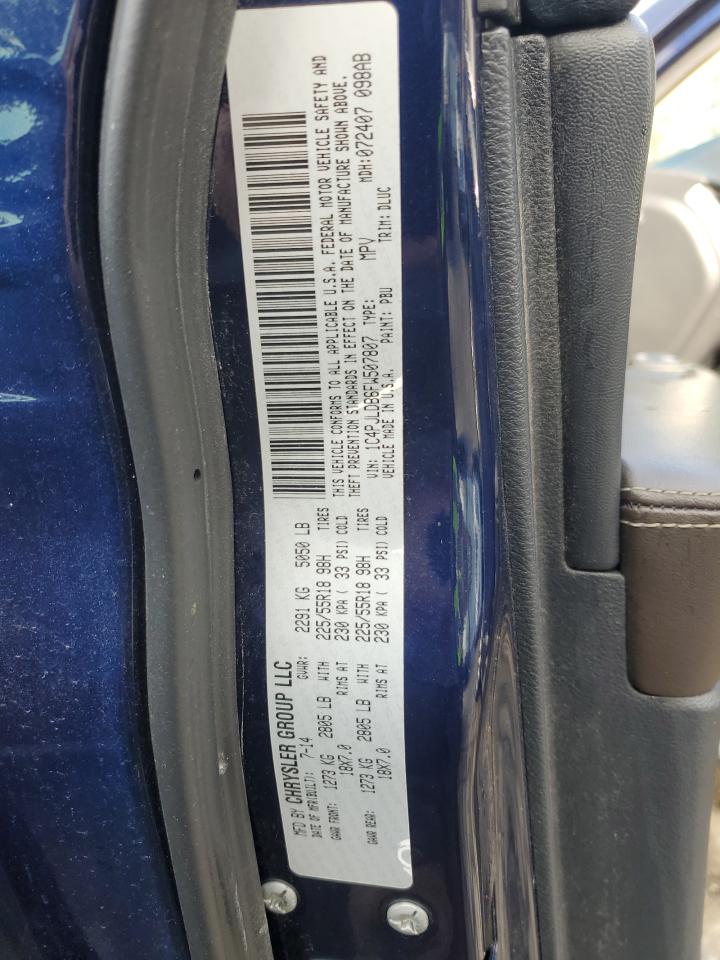 MFD BY CHRYSLER GROUP LLC
DATE OF MFR(BUILT): 7-14 GVWR: 2291 KG 5050 LB
GAWR FRONT: 1273 KG 2805 LB WITH 225/55R18 98H TIRES
18X7.0 RIMS AT 230 KPA ( 33 PSI) COLD
GAWR REAR: 1273 KG 2805 LB WITH 225/55R18 98H TIRES
18X7.0 RIMS AT 230 KPA ( 33 PSI) COLD
THIS VEHICLE CONFORMS TO ALL APPLICABLE U.S.A. FEDERAL MOTOR VEHICLE SAFETY AND
THEFT PREVENTION STANDARDS IN EFFECT ON THE DATE OF MANUFACTURE SHOWN ABOVE.
VIN: 1C4PJLDB6FW507807 TYPE: MPV MDH:072407 098AB
VEHICLE MADE IN U.S.A. PAINT: PBU TRIM: DLUC